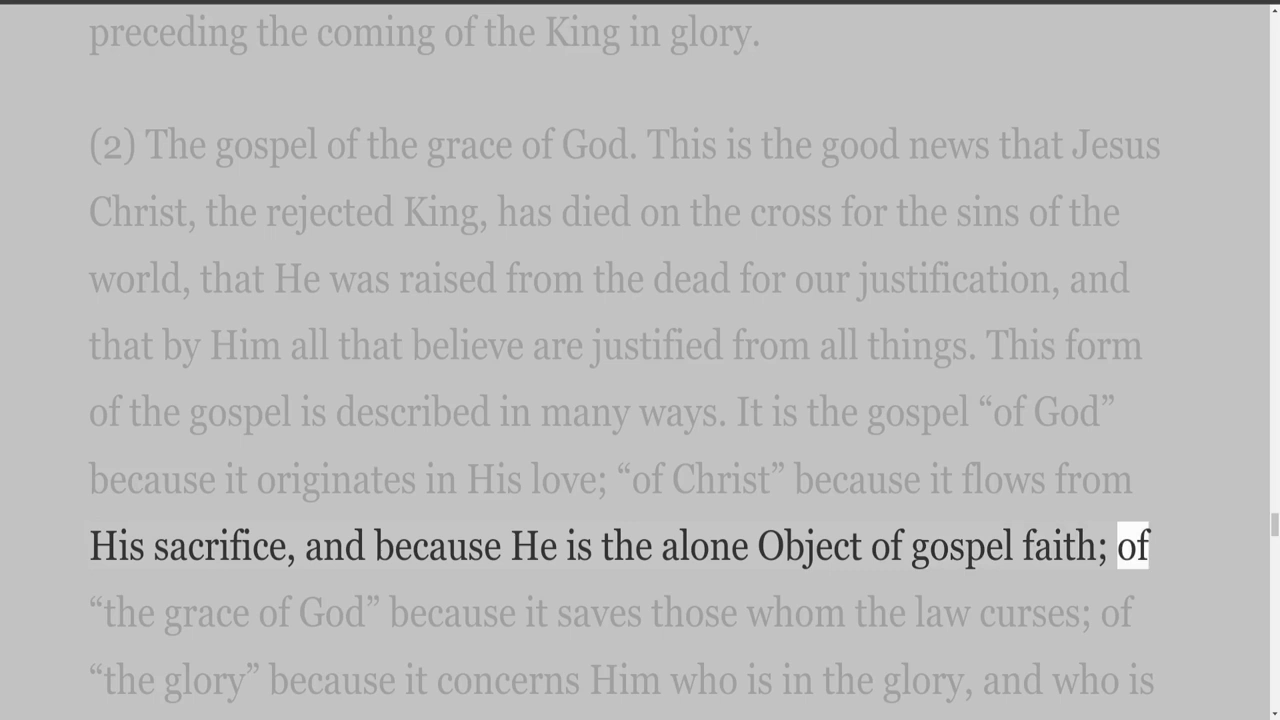 preceding the coming of the King in glory.
(2) The gospel of the grace of God. This is the good news that Jesus
Christ, the rejected King, has died on the cross for the sins of the
world, that He was raised from the dead for our justification, and
that by Him all that believe are justified from all things. This form
of the gospel is described in many ways. It is the gospel “of God”
because it originates in His love; “of Christ” because it flows from
His sacrifice, and because He is the alone Object of gospel faith; of
“the grace of God” because it saves those whom the law curses; of
“the glory” because it concerns Him who is in the glory, and who is